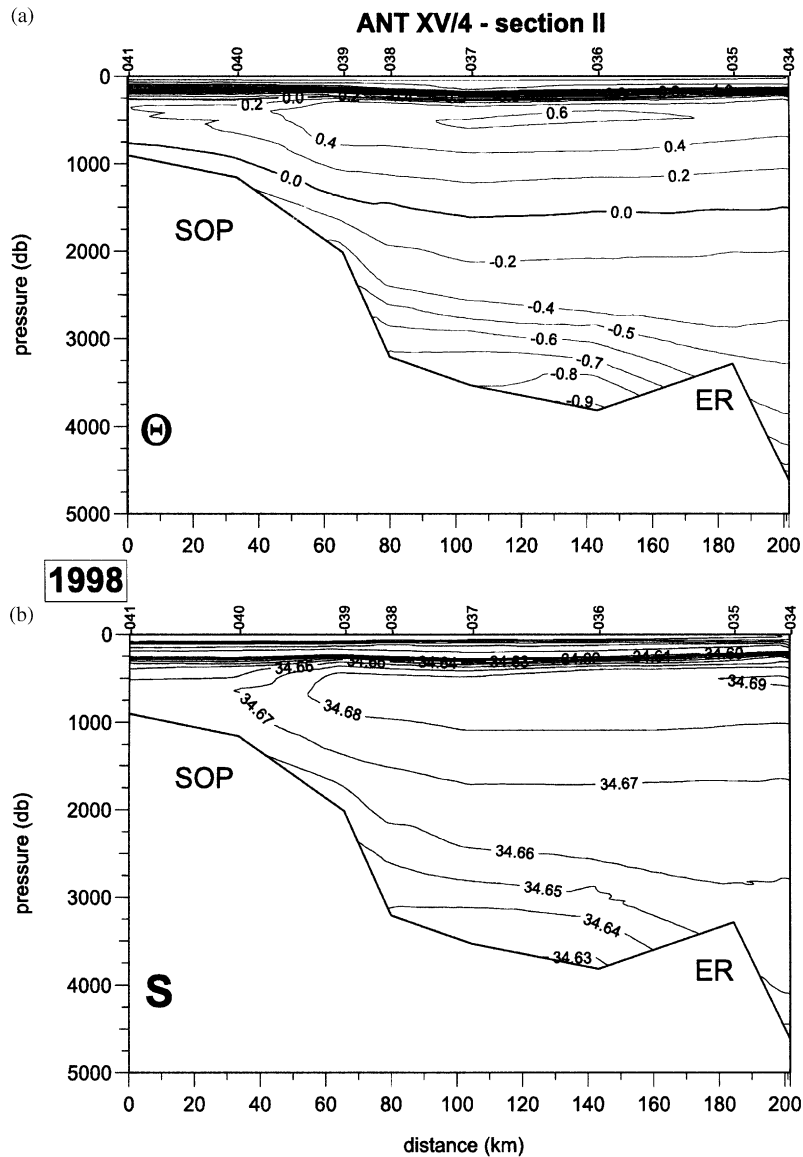 (a)
ANT XV/4 - section II
041 040 039 038 037 036 035 034
0
0.2 0.0
0.6
0.4 0.4
1000
0.2
0.0 0.0
SOP
2000
-0.2
-0.4
-0.5
3000
-0.6
-0.7
-0.8
ER
-0.9
4000
Θ
5000
pressure (db)
0 20 40 60 80 100 120 140 160 180 200
1998
(b)
041 040 039 038 037 036 035 034
0
34.66 34.64 34.63 34.61 34.60
34.69
34.67 34.68
1000
SOP
34.67
2000
34.66
34.65
3000
34.64
34.63
ER
4000
S
5000
pressure (db)
0 20 40 60 80 100 120 140 160 180 200
distance (km)